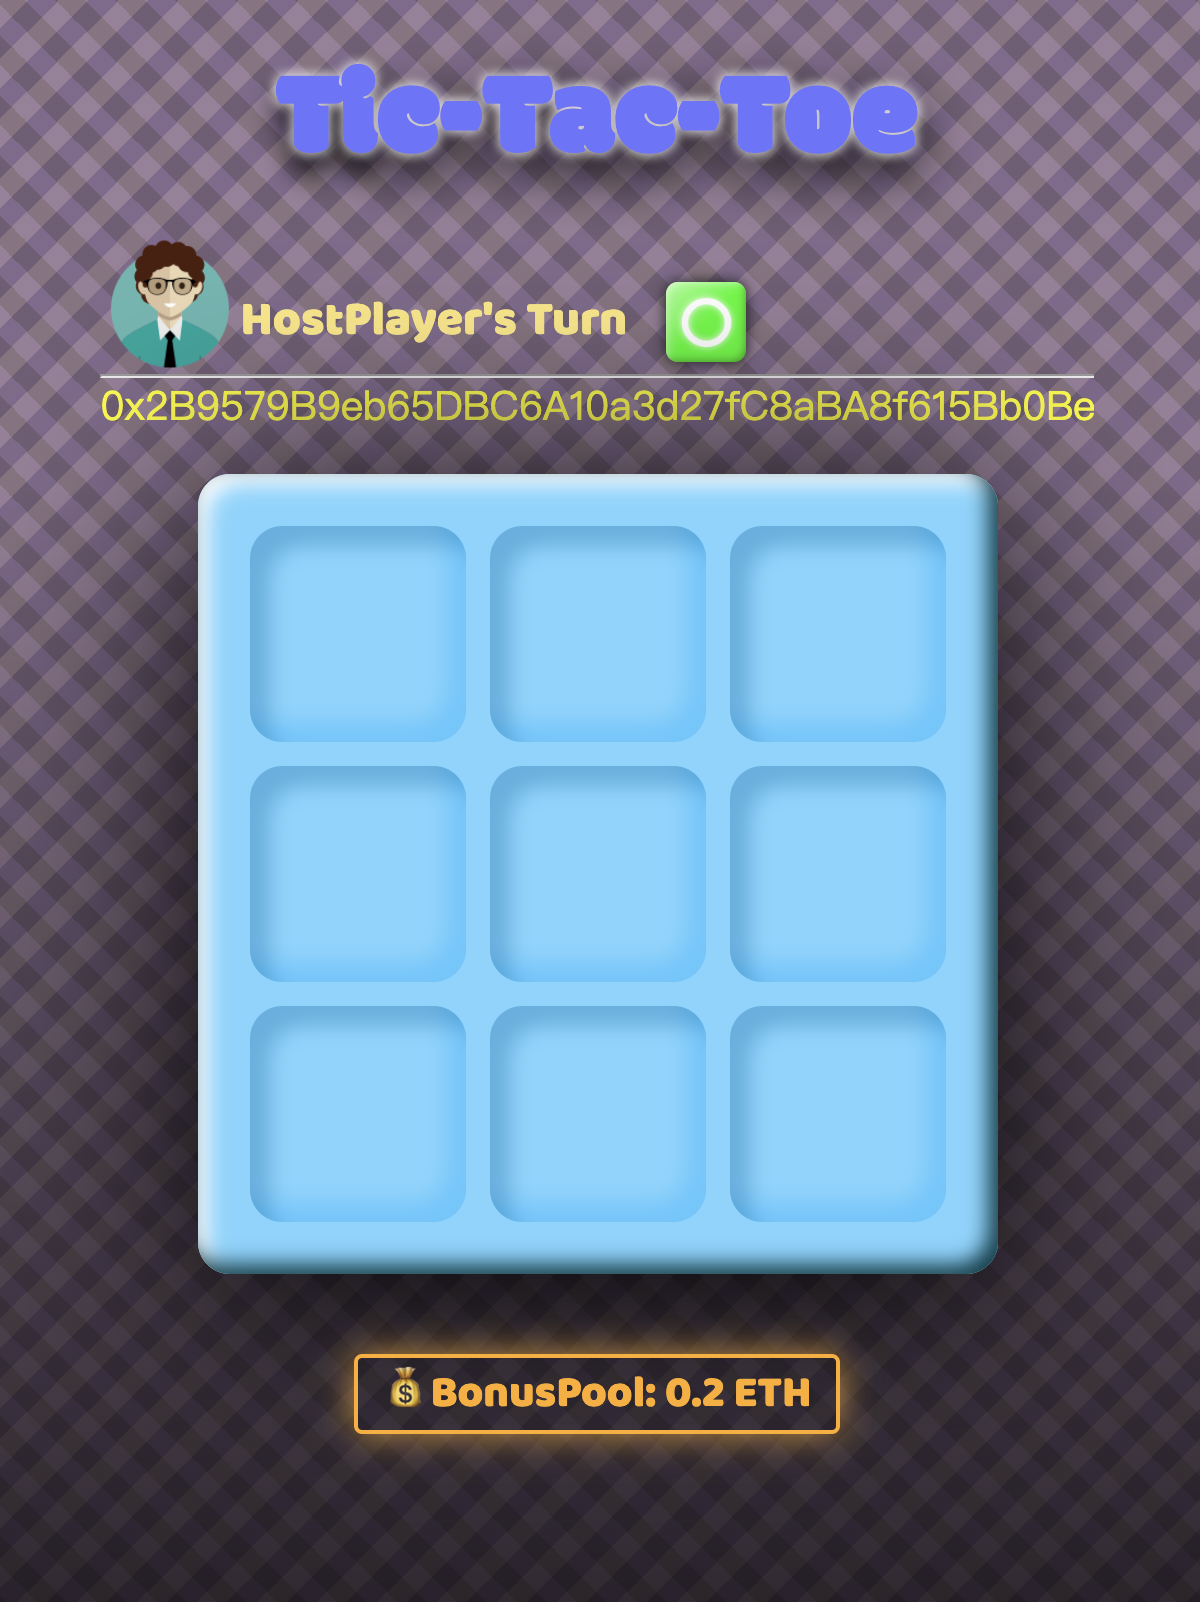 Tic-Tac-Toe
HostPlayer's Turn
0x2B9579B9eb65DBC6A10a3d27fC8aBA8f615Bb0Be
BonusPool: 0.2 ETH